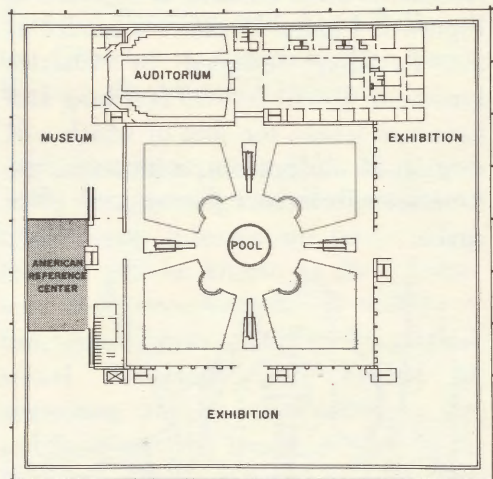 AUDITORIUM
MUSEUM
EXHIBITION
POOL
AMERICAN
REFERENCE
CENTER
EXHIBITION